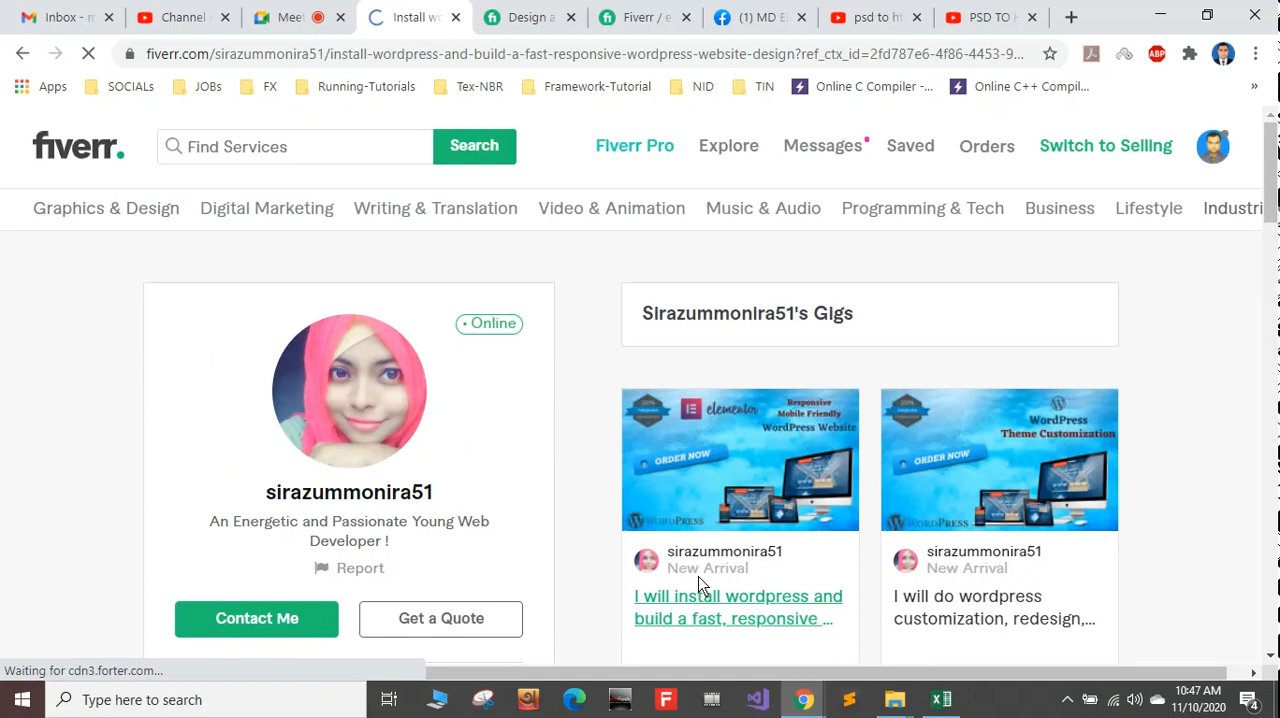 Inbox - n
Channel
Meet
Install wo
Design a
Fiverr / e
(1) MD E
psd to h
PSD TO H
fiverr.com/sirazummonira51/install-wordpress-and-build-a-fast-responsive-wordpress-website-design?ref_ctx_id=2fd787e6-4f86-4453-9...
ABP
Apps
SOCIALs
JOBs
FX
Running-Tutorials
Tex-NBR
Framework-Tutorial
NID
TIN
Online C Compiler -...
Online C++ Compil...
»
fiverr.
Find Services
Search
Fiverr Pro
Explore
Messages
Saved
Orders
Switch to Selling
Graphics & Design
Digital Marketing
Writing & Translation
Video & Animation
Music & Audio
Programming & Tech
Business
Lifestyle
Industri
• Online
sirazummonira51
An Energetic and Passionate Young Web
Developer !
Report
Contact Me
Get a Quote
Sirazummonira51's Gigs
elementor
Responsive
Mobile Friendly
WordPress Website
ORDER NOW
WORDPRESS
sirazummonira51
New Arrival
I will install wordpress and
build a fast, responsive ...
WordPress
Theme Customization
ORDER NOW
WORDPRESS
sirazummonira51
New Arrival
I will do wordpress
customization, redesign,...
Waiting for cdn3.forter.com...
Type here to search
10:47 AM
11/10/2020
4